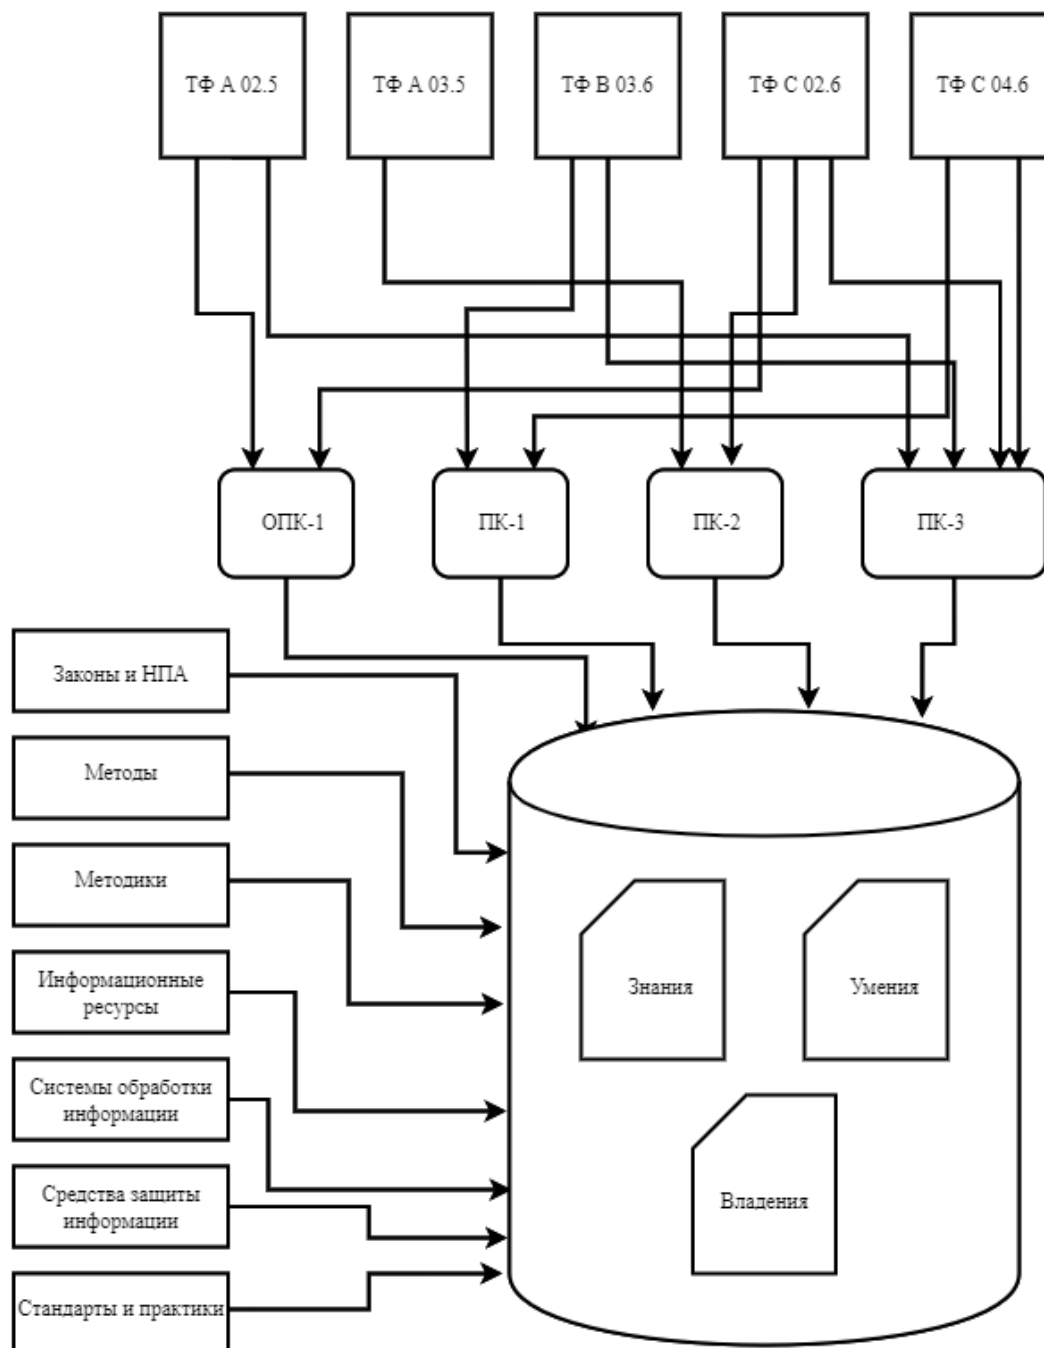 ТФ А 02.5
ТФ А 03.5
ТФ В 03.6
ТФ С 02.6
ТФ С 04.6
ОПК-1
ПК-1
ПК-2
ПК-3
Законы и НПА
Методы
Методики
Информационные
ресурсы
Системы обработки
информации
Средства защиты
информации
Стандарты и практики
Знания
Умения
Владения